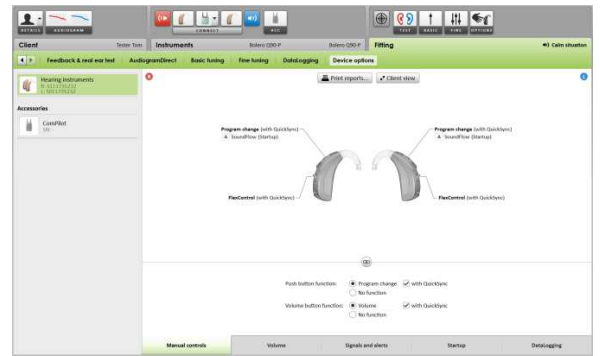 DETAILS AUDIOGRAM
CONNECT
ACC
TEST BASIC FINE OPTIONS
Client Tester Tom Instruments Bolero Q90-P Bolero Q90-P Fitting Calm situation
Feedback & real ear test AudiogramDirect Basic tuning Fine tuning DataLogging Device options
Hearing instruments
Print reports... Client view
Accessories
ComPilot
SN:
Program change (with QuickSync) Program change (with QuickSync)
A SoundFlow (Startup) A SoundFlow (Startup)
FlexControl (with QuickSync) FlexControl (with QuickSync)
Push button function: Program change with QuickSync
No function
Volume button function: Volume with QuickSync
No function
Manual controls Volume Signals and alerts Startup DataLogging